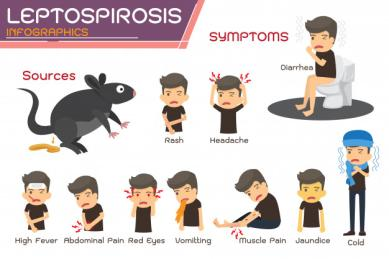 LEPTOSPIROSIS
INFOGRAPHICS
SYMPTOMS
Sources
Diarrhea
Rash
Headache
High Fever
Abdominal Pain
Red Eyes
Vomitting
Muscle Pain
Jaundice
Cold